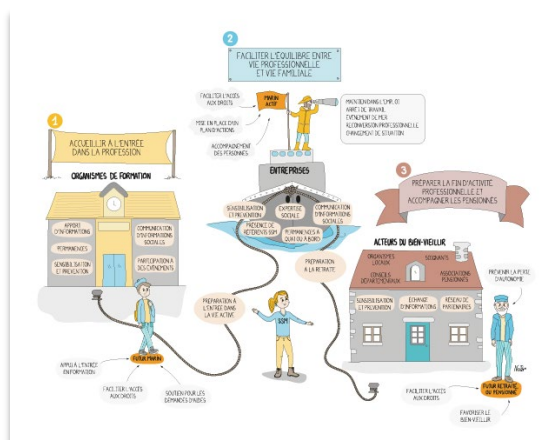 1
ACCUEILLIR À L'ENTRÉE
DANS LA PROFESSION
ORGANISMES DE FORMATION
APPORT
D'INFORMATIONS
PERMANENCES
SENSIBILISATION
ET PRÉVENTION
COMMUNICATION
D'INFORMATIONS
SOCIALES
PARTICIPATION À
DES ÉVÉNEMENTS
FUTUR MARIN
APPUI À L'ENTRÉE
EN FORMATION
FACILITER L'ACCÈS
AUX DROITS
SOUTIEN POUR LES
DEMANDES D'AIDES
PRÉPARATION À
L'ENTRÉE DANS
LA VIE ACTIVE
2
FACILITER L'ÉQUILIBRE ENTRE
VIE PROFESSIONNELLE
ET VIE FAMILIALE
FACILITER L'ACCÈS
AUX DROITS
MARIN
ACTIF
MISE EN PLACE D'UN
PLAN D'ACTIONS
ACCOMPAGNEMENT
DES PERSONNES
MAINTIEN DANS L'EMPLOI
ARRÊTS DE TRAVAIL
ÉVÉNEMENT DE MER
RECONVERSION PROFESSIONNELLE
CHANGEMENT DE SITUATION
ENTREPRISES
SENSIBILISATION
ET PRÉVENTION
EXPERTISE
SOCIALE
COMMUNICATION
D'INFORMATIONS
SOCIALES
PRÉSENCE DE
RÉFÉRENTS SSM
PERMANENCES À
QUAI OU À BORD
PRÉPARATION
À LA RETRAITE
SSM
3
PRÉPARER LA FIN D'ACTIVITÉ
PROFESSIONNELLE ET
ACCOMPAGNER LES PENSIONNÉS
ACTEURS DU BIEN-VIEILLIR
ORGANISMES
LOCAUX
SOIGNANTS
CONSEILS
DÉPARTEMENTAUX
ASSOCIATIONS
PENSIONNÉS
SENSIBILISATION
ET PRÉVENTION
ÉCHANGE
D'INFORMATIONS
RÉSEAU DE
PARTENAIRES
PRÉVENIR LA PERTE
D'AUTONOMIE
FUTUR RETRAITÉ
OU PENSIONNÉ
FACILITER L'ACCÈS
AUX DROITS
FAVORISER LE
BIEN-VIEILLIR